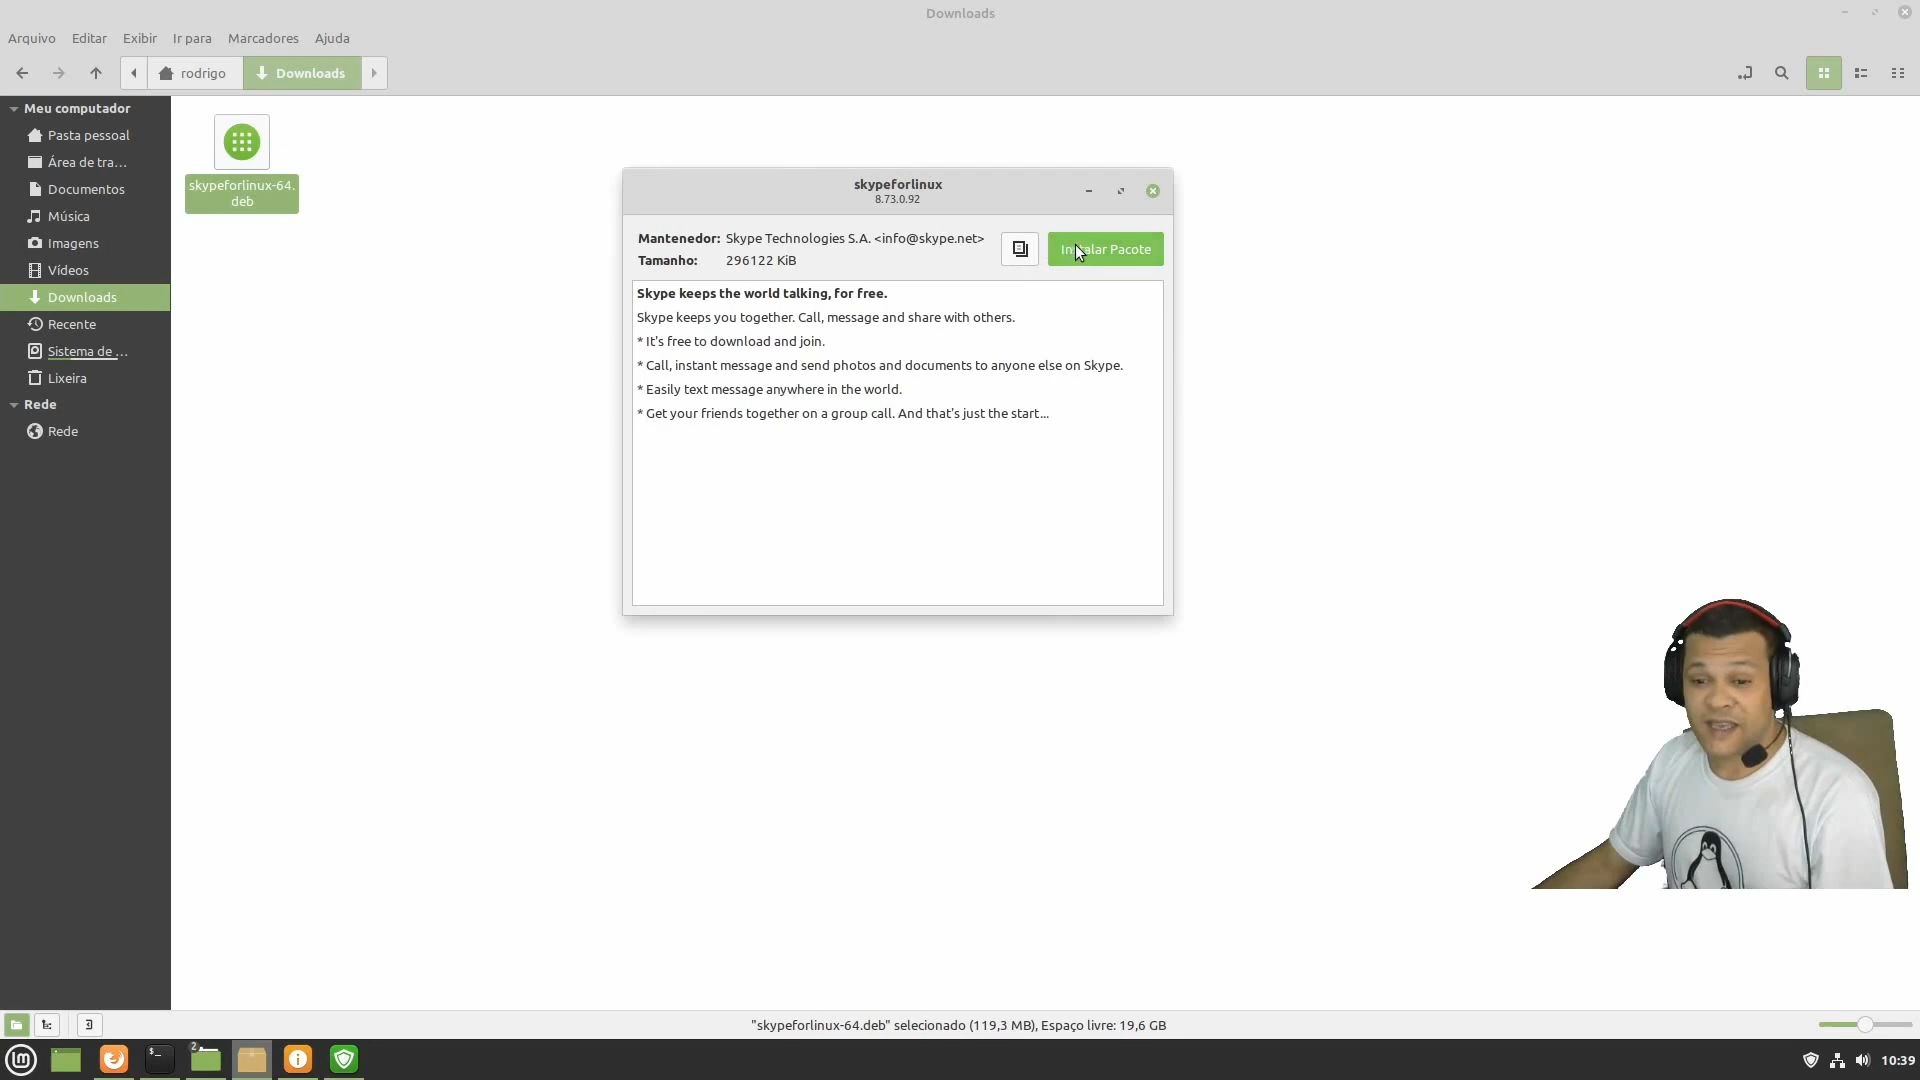 Downloads
Arquivo Editar Exibir Ir para Marcadores Ajuda
rodrigo Downloads
Meu computador
Pasta pessoal
Área de tra...
Documentos
Música
Imagens
Vídeos
Downloads
Recente
Sistema de ...
Lixeira
Rede
Rede
skypeforlinux-64.
deb
skypeforlinux
8.73.0.92
Mantenedor: Skype Technologies S.A. <info@skype.net>
Tamanho: 296122 KiB
Instalar Pacote
Skype keeps the world talking, for free.
Skype keeps you together. Call, message and share with others.
* It's free to download and join.
* Call, instant message and send photos and documents to anyone else on Skype.
* Easily text message anywhere in the world.
* Get your friends together on a group call. And that's just the start...
"skypeforlinux-64.deb" selecionado (119,3 MB), Espaço livre: 19,6 GB
2
10:39